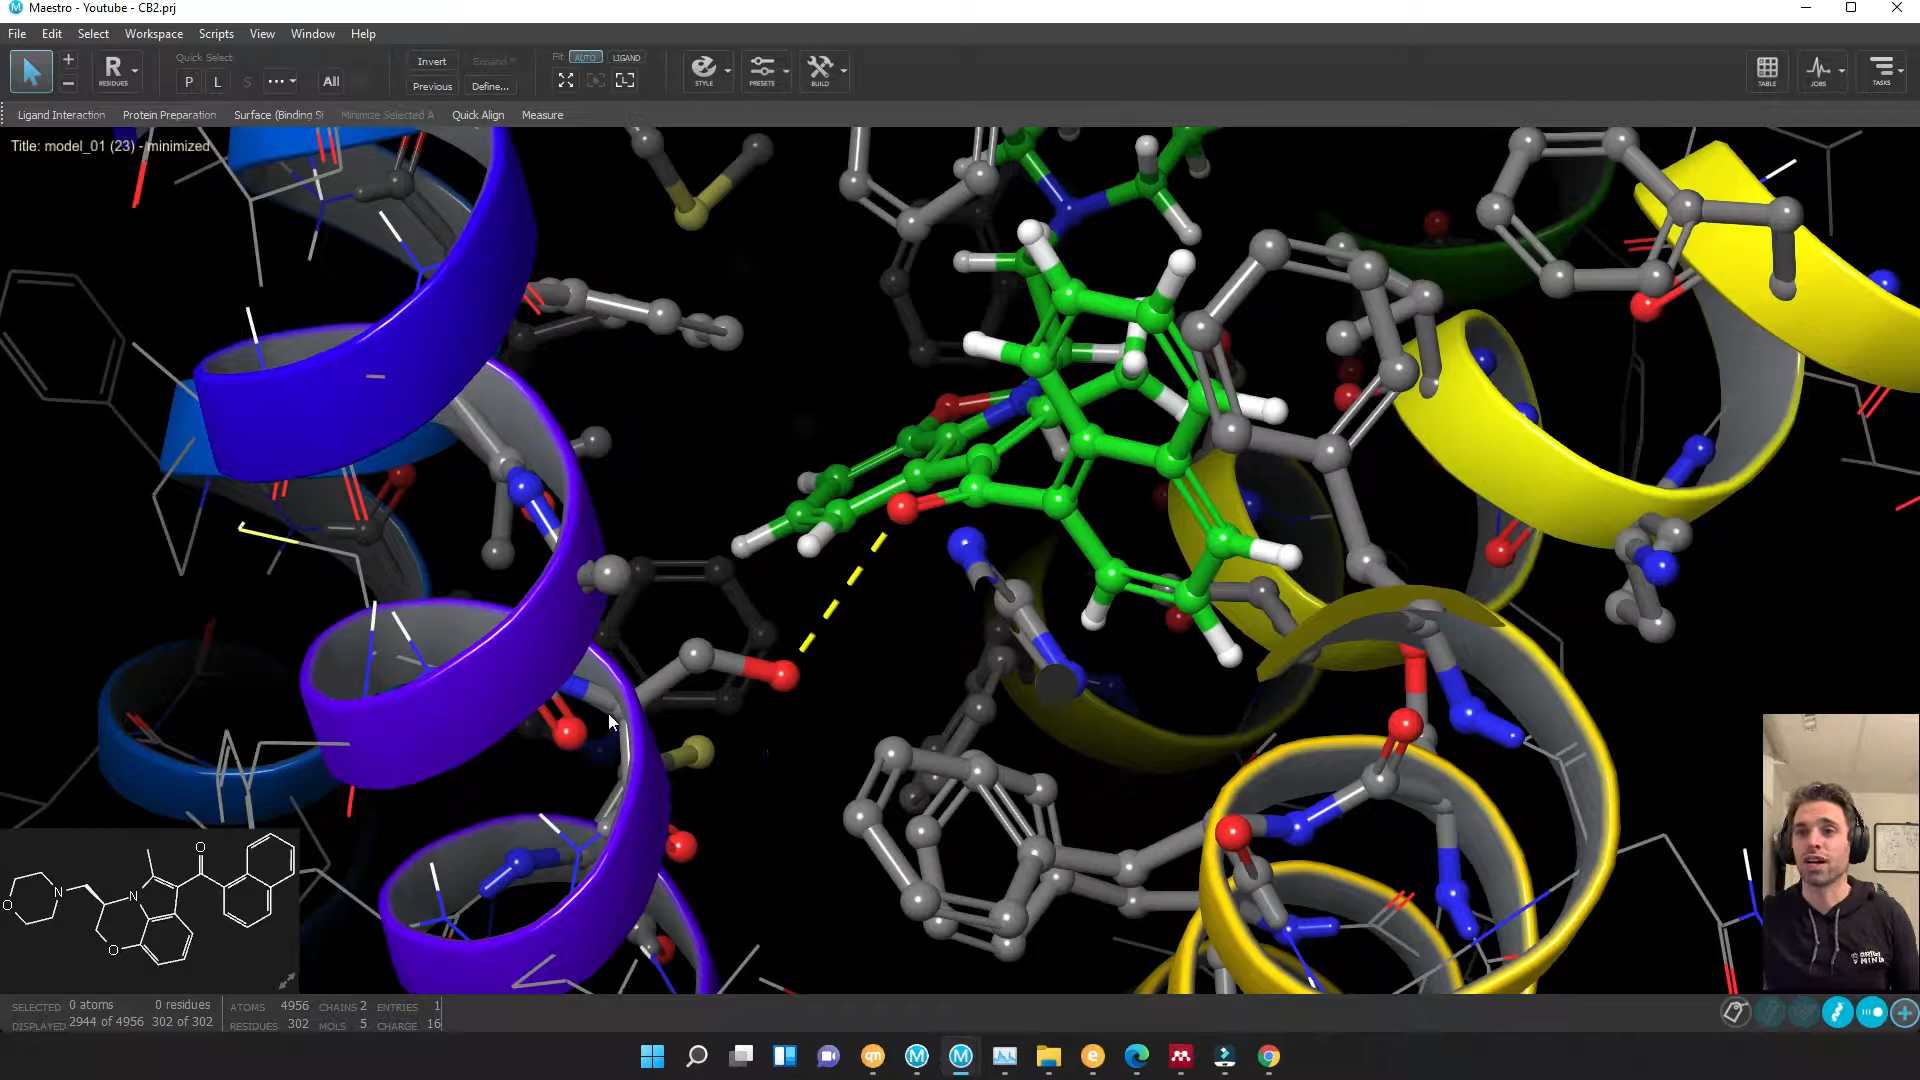 Maestro - Youtube - CB2.prj
File Edit Select Workspace Scripts View Window Help
Quick Select
Invert Expand Fit AUTO LIGAND
R
RESIDUES P L S ... All Previous Define... STYLE PRESETS BUILD TABLE JOBS TASKS
Ligand Interaction Protein Preparation Surface (Binding Si Minimize Selected A Quick Align Measure
Title: model_01 (23) - minimized
O
N N
O O
SELECTED 0 atoms 0 residues ATOMS 4956 CHAINS 2 ENTRIES 1
DISPLAYED 2944 of 4956 302 of 302 RESIDUES 302 MOLS 5 CHARGE 16